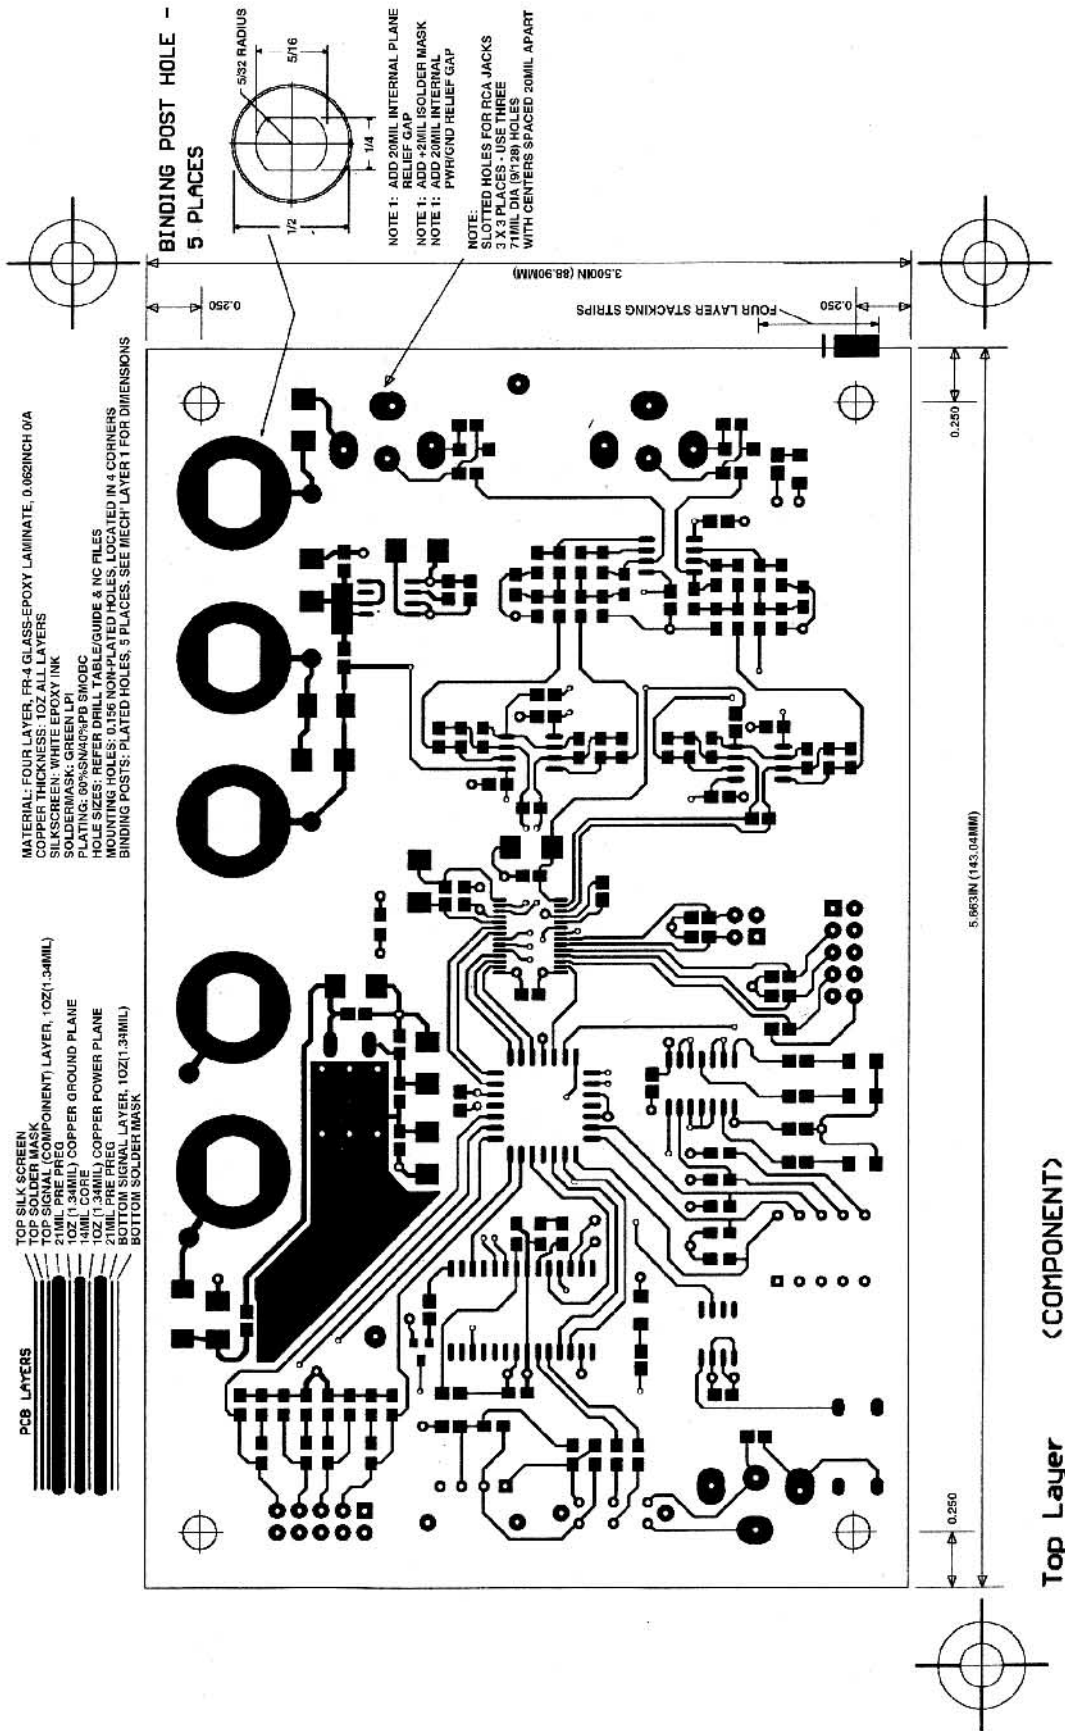 PCB LAYERS
TOP SILK SCREEN
TOP SOLDER MASK
TOP SIGNAL (COMPOINENT) LAYER, 1OZ(1.34MIL)
21MIL PRE PREG
1OZ (1.34MIL) COPPER GROUND PLANE
14MIL CORE
1OZ (1.34MIL) COPPER POWER PLANE
21MIL PRE PREG
BOTTOM SIGNAL LAYER, 1OZ(1.34MIL)
BOTTOM SOLDER MASK
MATERIAL: FOUR LAYER, FR-4 GLASS-EPOXY LAMINATE, 0.062INCH O/A
COPPER THICKNESS: 1OZ ALL LAYERS
SILKSCREEN: WHITE EPOXY INK
SOLDERMASK: GREEN LPI
PLATING: 60%SN/40%PB SMOBC
HOLE SIZES: REFER DRILL TABLE/GUIDE & NC FILES
MOUNTING HOLES: 0.156 NON-PLATED HOLES, LOCATED IN 4 CORNERS
BINDING POSTS: PLATED HOLES, 5 PLACES, SEE MECH' LAYER 1 FOR DIMENSIONS
BINDING POST HOLE -
5 PLACES
5/32 RADIUS
5/16
1/2
1/4
NOTE 1: ADD 20MIL INTERNAL PLANE
RELIEF GAP
NOTE 1: ADD +2MIL ISOLDER MASK
NOTE 1: ADD 20MIL INTERNAL
PWR/GND RELIEF GAP
NOTE:
SLOTTED HOLES FOR RCA JACKS
3 X 3 PLACES - USE THREE
71MIL DIA (9/128) HOLES
WITH CENTERS SPACED 20MIL APART
0.250
3.500IN (88.90MM)
FOUR LAYER STACKING STRIPS
0.250
0.250
5.663IN (143.04MM)
0.250
Top Layer (COMPONENT)